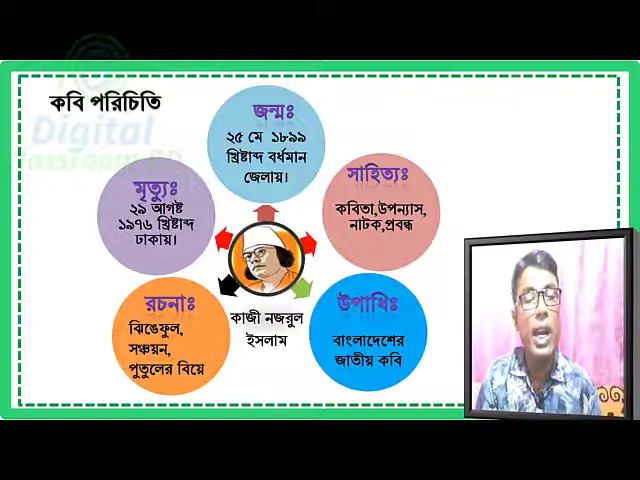 কবি পরিচিতি
Digital
জন্মঃ
২৫ মে ১৮৯৯
খ্রিষ্টাব্দ বর্ধমান
জেলায়।
সাহিত্যঃ
কবিতা,উপন্যাস,
নাটক,প্রবন্ধ
মৃত্যুঃ
২৯ আগষ্ট
১৯৭৬ খ্রিষ্টাব্দ
ঢাকায়।
রচনাঃ
ঝিঙেফুল,
সঞ্চয়ন,
পুতুলের বিয়ে
কাজী নজরুল
ইসলাম
উপাধিঃ
বাংলাদেশের
জাতীয় কবি